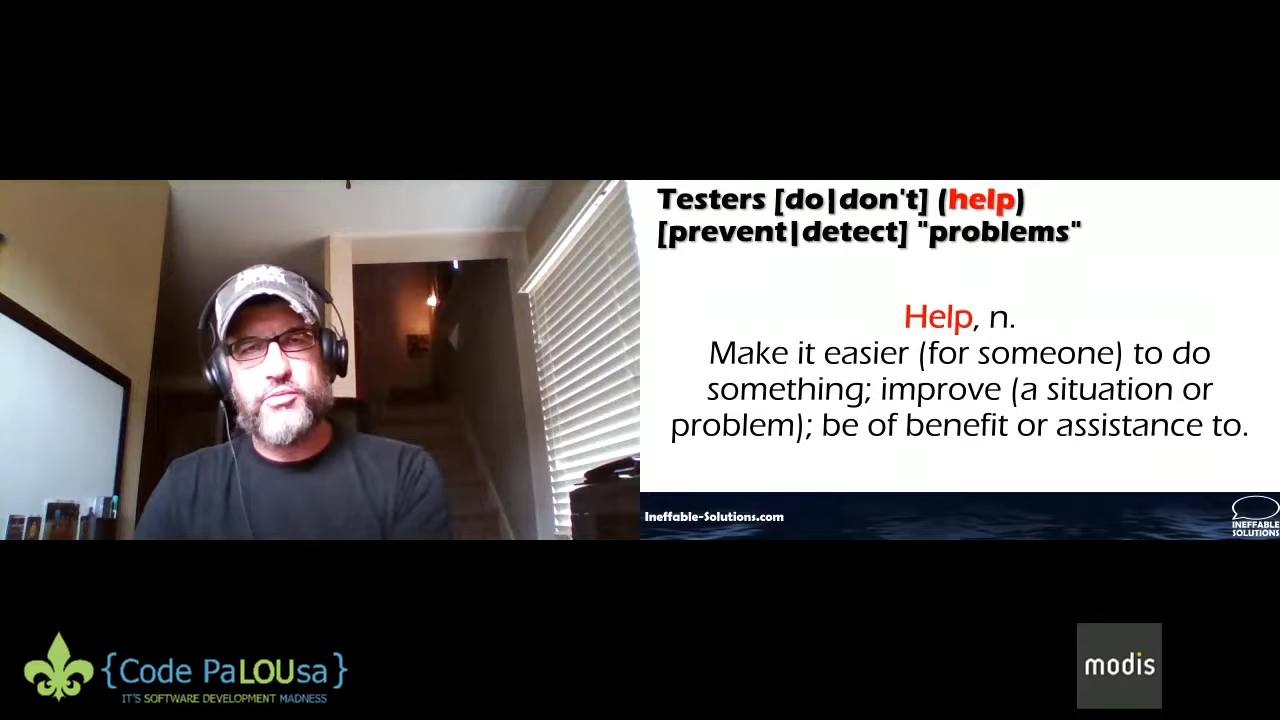 Testers [do|don't] (help)
[prevent|detect] "problems"
Help, n.
Make it easier (for someone) to do
something; improve (a situation or
problem); be of benefit or assistance to.
Ineffable-Solutions.com
INEFFABLE
SOLUTIONS
{Code PaLOUsa}
IT'S SOFTWARE DEVELOPMENT MADNESS
modis